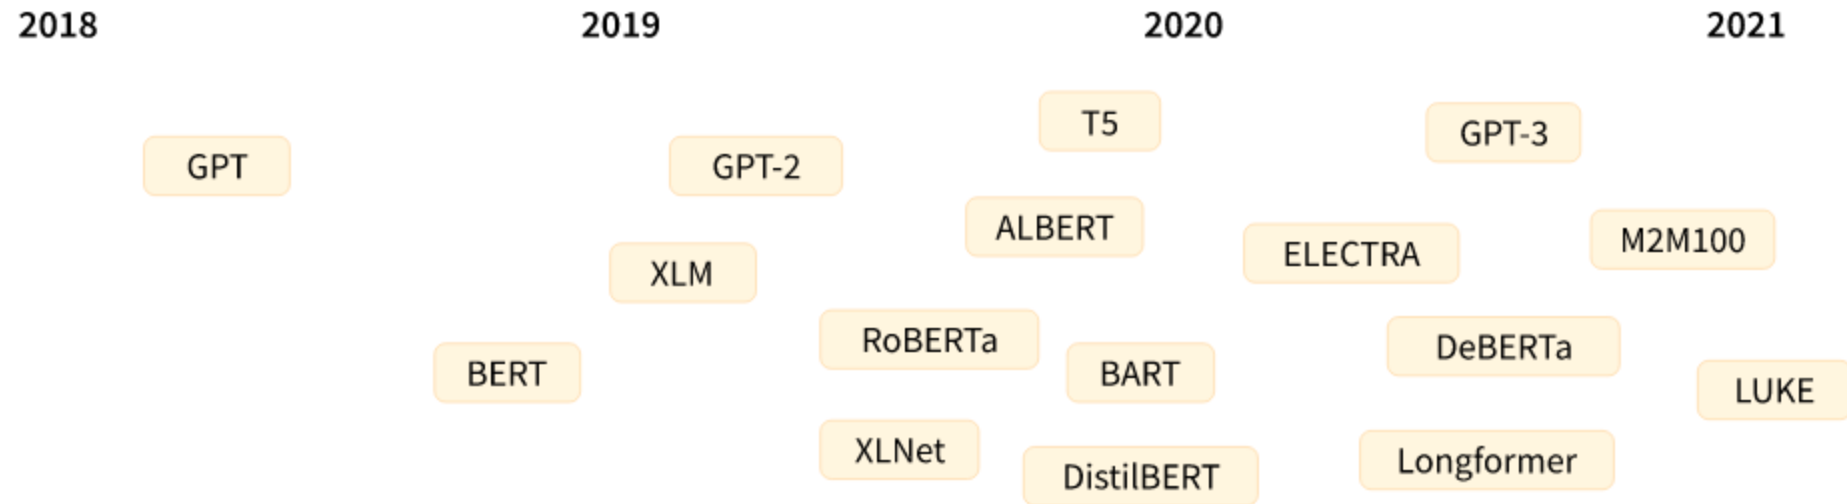 2018 2019 2020 2021
T5
GPT-3
GPT GPT-2
ALBERT
M2M100
ELECTRA
XLM
RoBERTa
DeBERTa
BERT BART
LUKE
XLNet
Longformer
DistilBERT